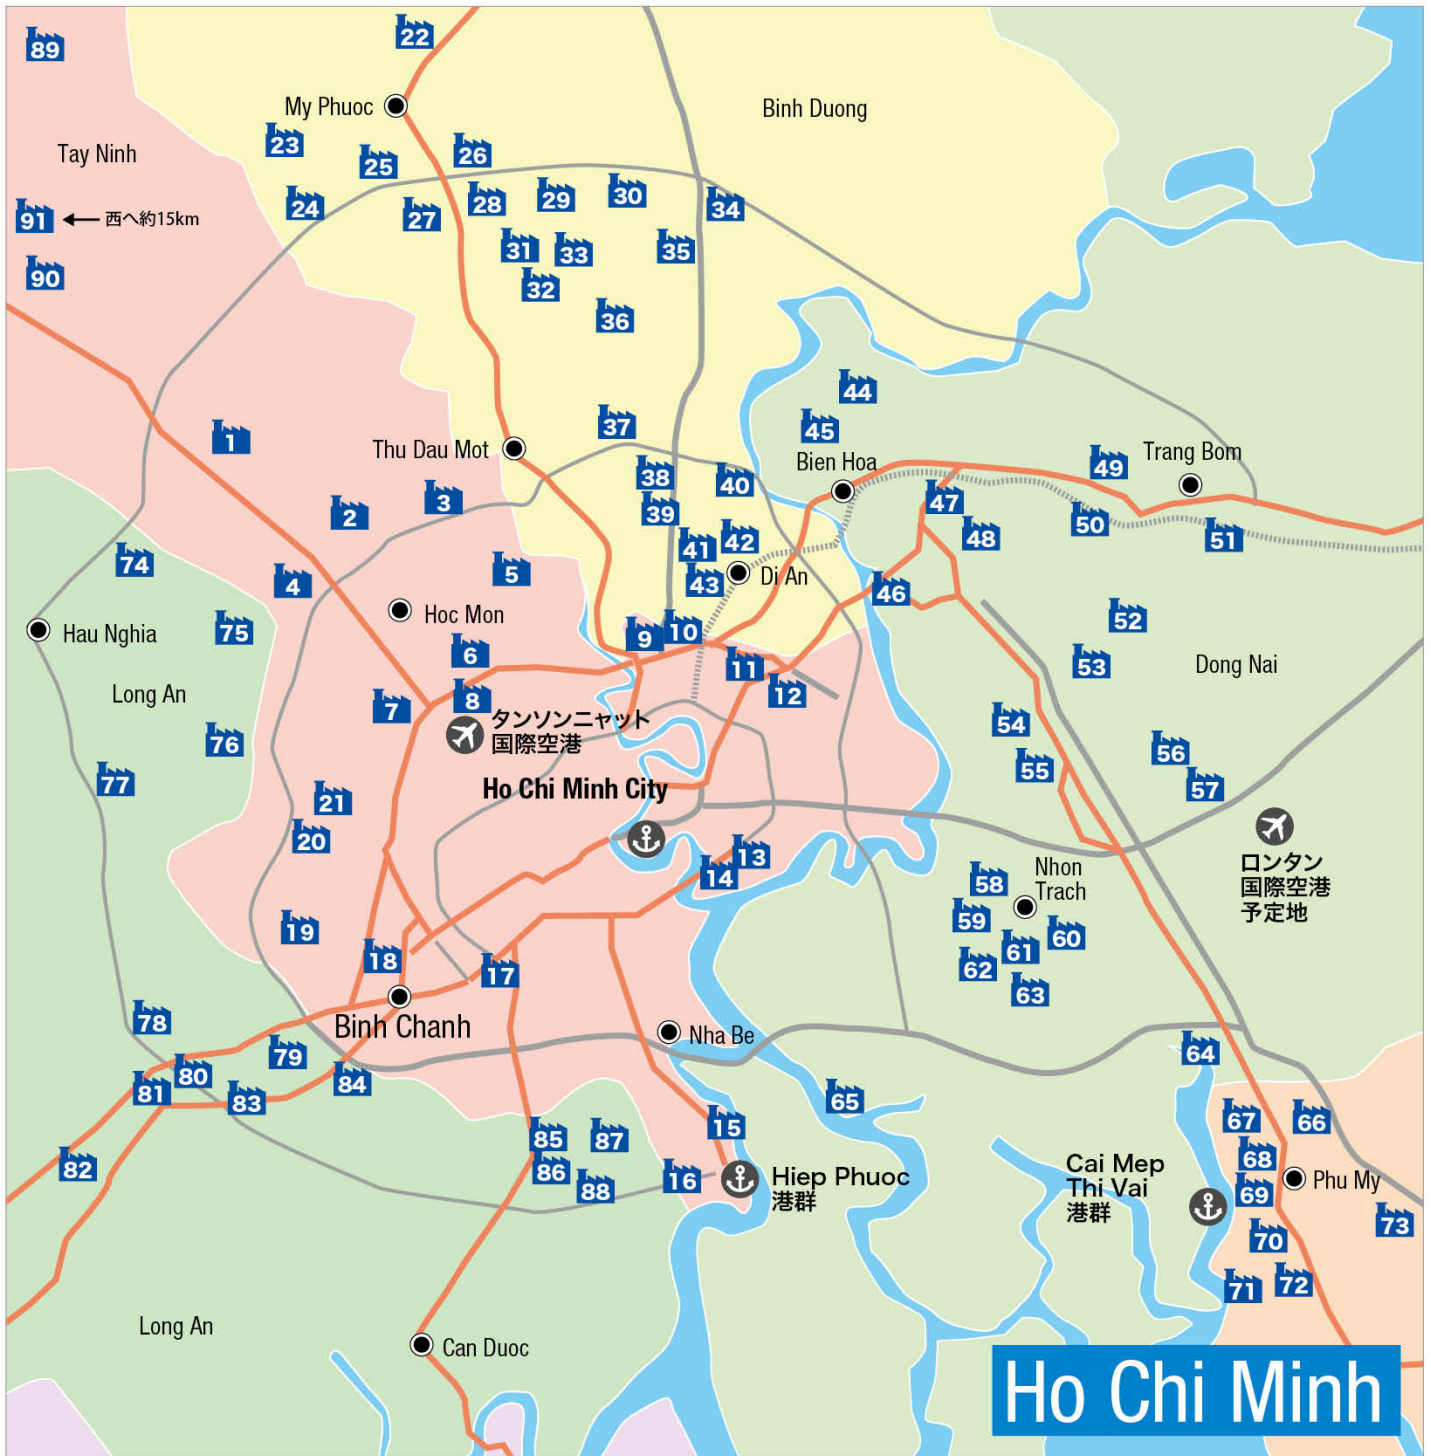 22
89
My Phuoc
Binh Duong
23
26
Tay Ninh
25
24
28
29
30
34
91
西へ約15km
27
31
33
35
90
32
36
44
1
37
45
Thu Dau Mot
Bien Hoa
49
Trang Bom
38
40
3
2
39
47
50
48
51
74
41
42
5
4
43
Di An
46
Hoc Mon
52
Hau Nghia
75
9
10
6
11
53
Dong Nai
Long An
12
7
8
タンソンニャット
国際空港
54
76
56
77
55
57
Ho Chi Minh City
21
20
13
ロンタン
国際空港
予定地
14
58
Nhon
Trach
59
19
60
61
18
17
62
63
78
Binh Chanh
Nha Be
79
64
80
84
81
83
65
67
66
85
87
15
82
86
68
Cai Mep
Thi Vai
港群
16
Hiep Phuoc
港群
88
69
Phu My
73
70
71
72
Long An
Can Duoc
Ho Chi Minh